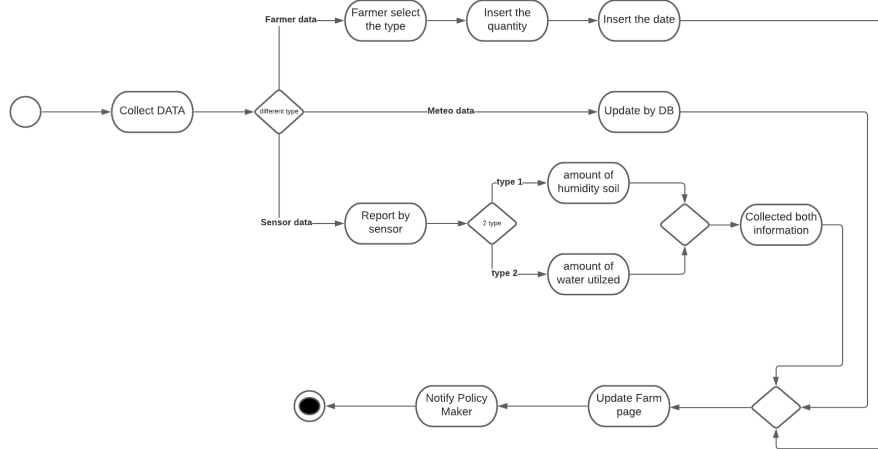 Farmer data
Farmer select
the type
Insert the
quantity
Insert the date
Collect DATA
different type
Meteo data
Update by DB
Sensor data
Report by
sensor
2 type
type 1
amount of
humidity soil
type 2
amount of
water utilzed
Collected both
information
Notify Policy
Maker
Update Farm
page